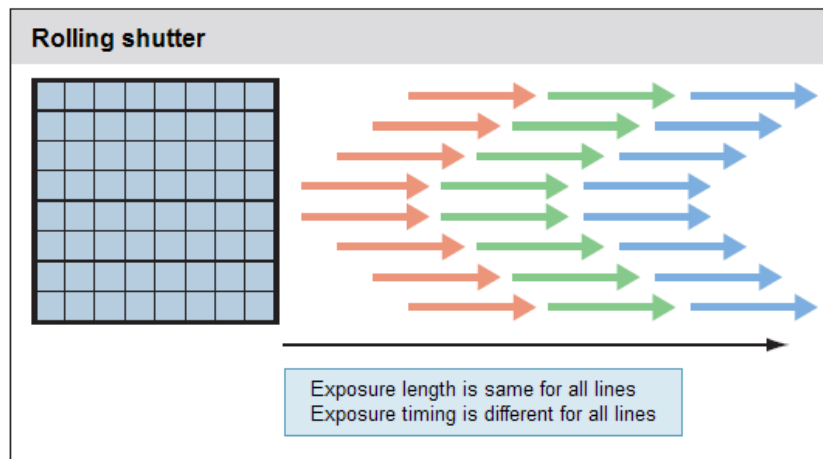 Rolling shutter
Exposure length is same for all lines
Exposure timing is different for all lines